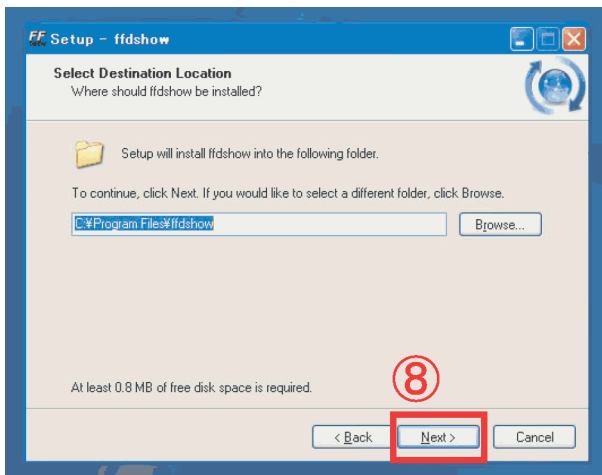 FF Setup - ffdshow
Select Destination Location
Where should ffdshow be installed?
Setup will install ffdshow into the following folder.
To continue, click Next. If you would like to select a different folder, click Browse.
C:¥Program Files¥ffdshow Browse...
⑧
At least 0.8 MB of free disk space is required.
< Back Next > Cancel